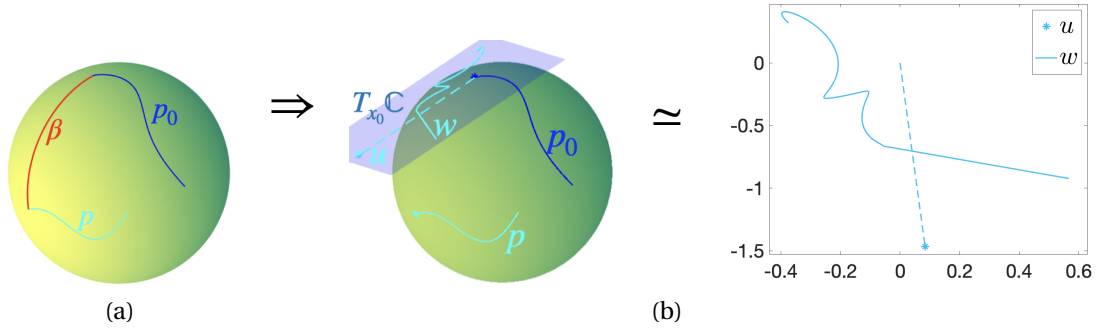 β
p₀
p
(a)
⇒
Tₓ₀ℂ
w
u
p₀
p
(b)
≃
0
-0.5
-1
-1.5
-0.4 -0.2 0 0.2 0.4 0.6
u
w